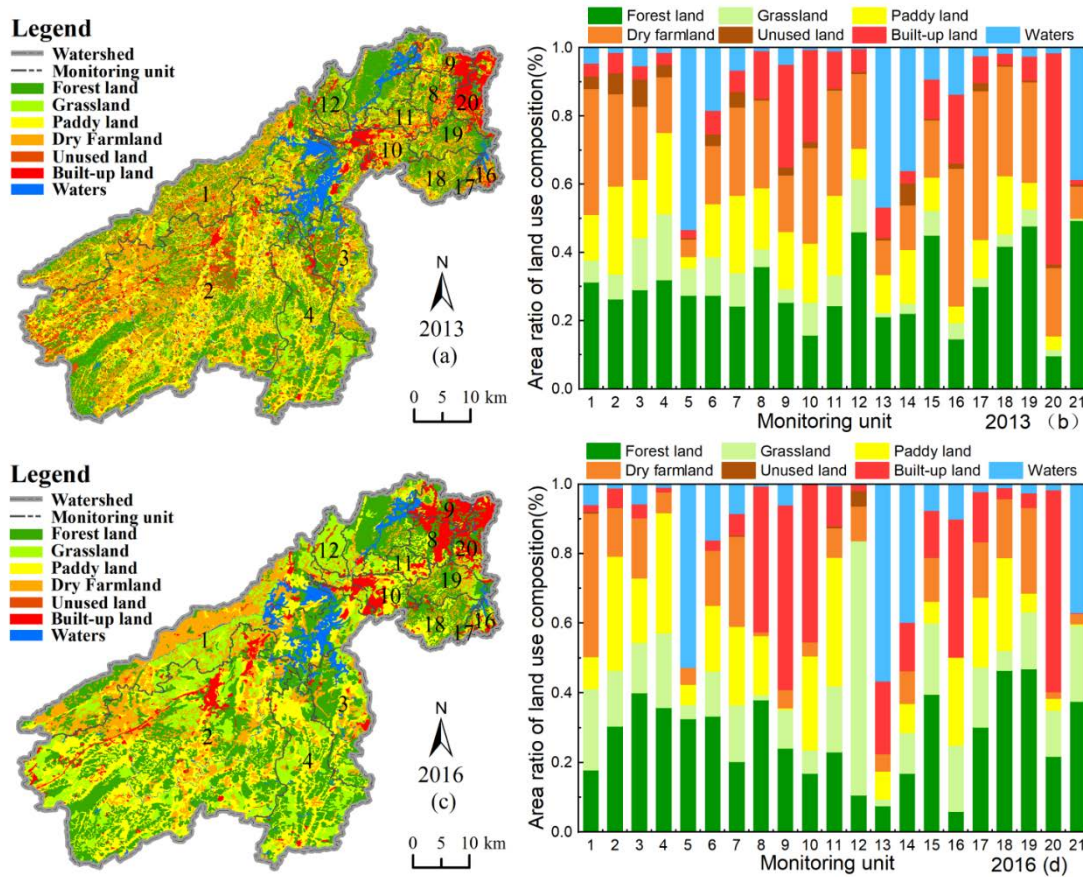 Legend
Watershed
Monitoring unit
Forest land
Grassland
Paddy land
Dry Farmland
Unused land
Built-up land
Waters
12
9
8
20
11
19
10
16
18
17
1
2
3
4
N
2013
(a)
0 10 km
Forest land Grassland Paddy land
Dry farmland Unused land Built-up land Waters
Area ratio of land use composition(%)
1.0
0.8
0.6
0.4
0.2
0.0
1 2 3 4 5 6 7 8 9 10 11 12 13 14 15 16 17 18 19 20 21
Monitoring unit 2013 （b）
Legend
Watershed
Monitoring unit
Forest land
Grassland
Paddy land
Dry Farmland
Unused land
Built-up land
Waters
12
9
8
20
11
19
10
16
18
17
1
2
3
4
N
2016
(c)
0 10 km
Forest land Grassland Paddy land
Dry farmland Unused land Built-up land Waters
Area ratio of land use composition(%)
1.0
0.8
0.6
0.4
0.2
0.0
1 2 3 4 5 6 7 8 9 10 11 12 13 14 15 16 17 18 19 20 21
Monitoring unit 2016 (d)